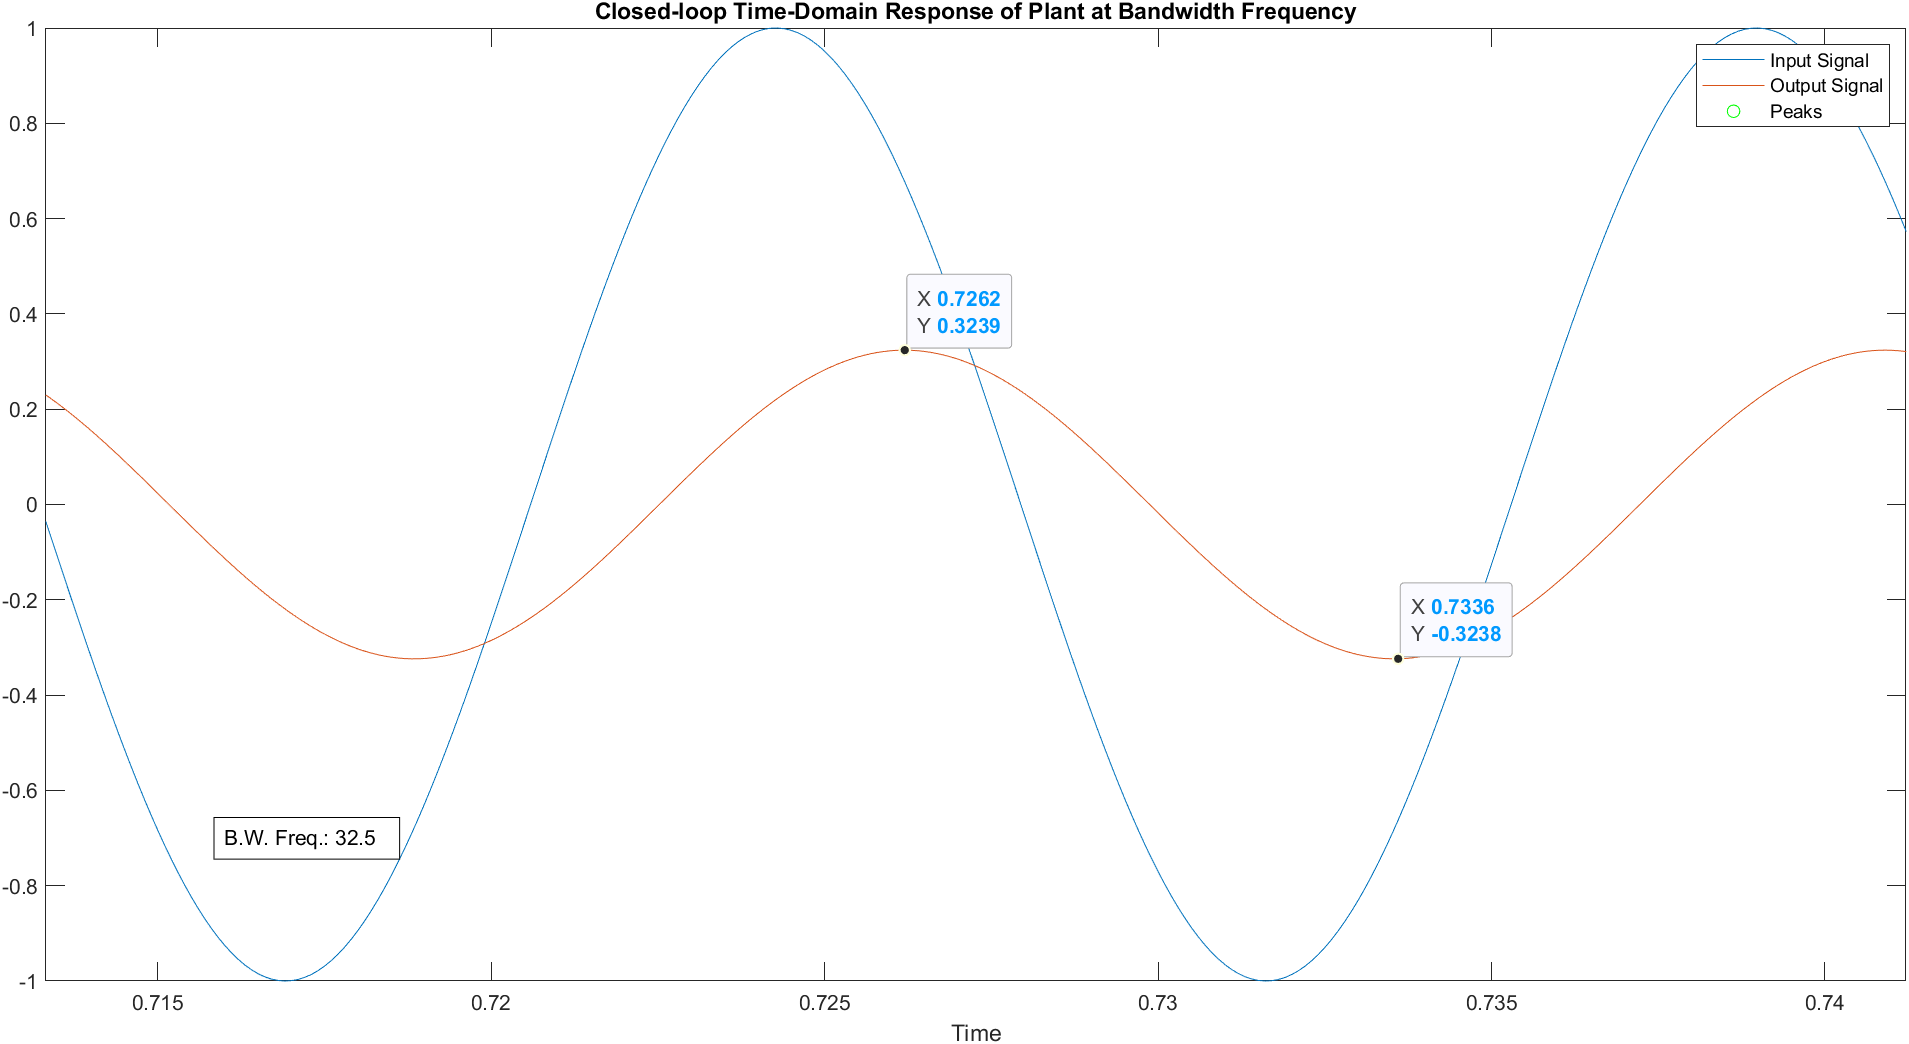 Closed-loop Time-Domain Response of Plant at Bandwidth Frequency
1
0.8
0.6
0.4
0.2
0
-0.2
-0.4
-0.6
-0.8
-1
Input Signal
Output Signal
Peaks
X 0.7262
Y 0.3239
X 0.7336
Y -0.3238
B.W. Freq.: 32.5
0.715 0.72 0.725 0.73 0.735 0.74
Time